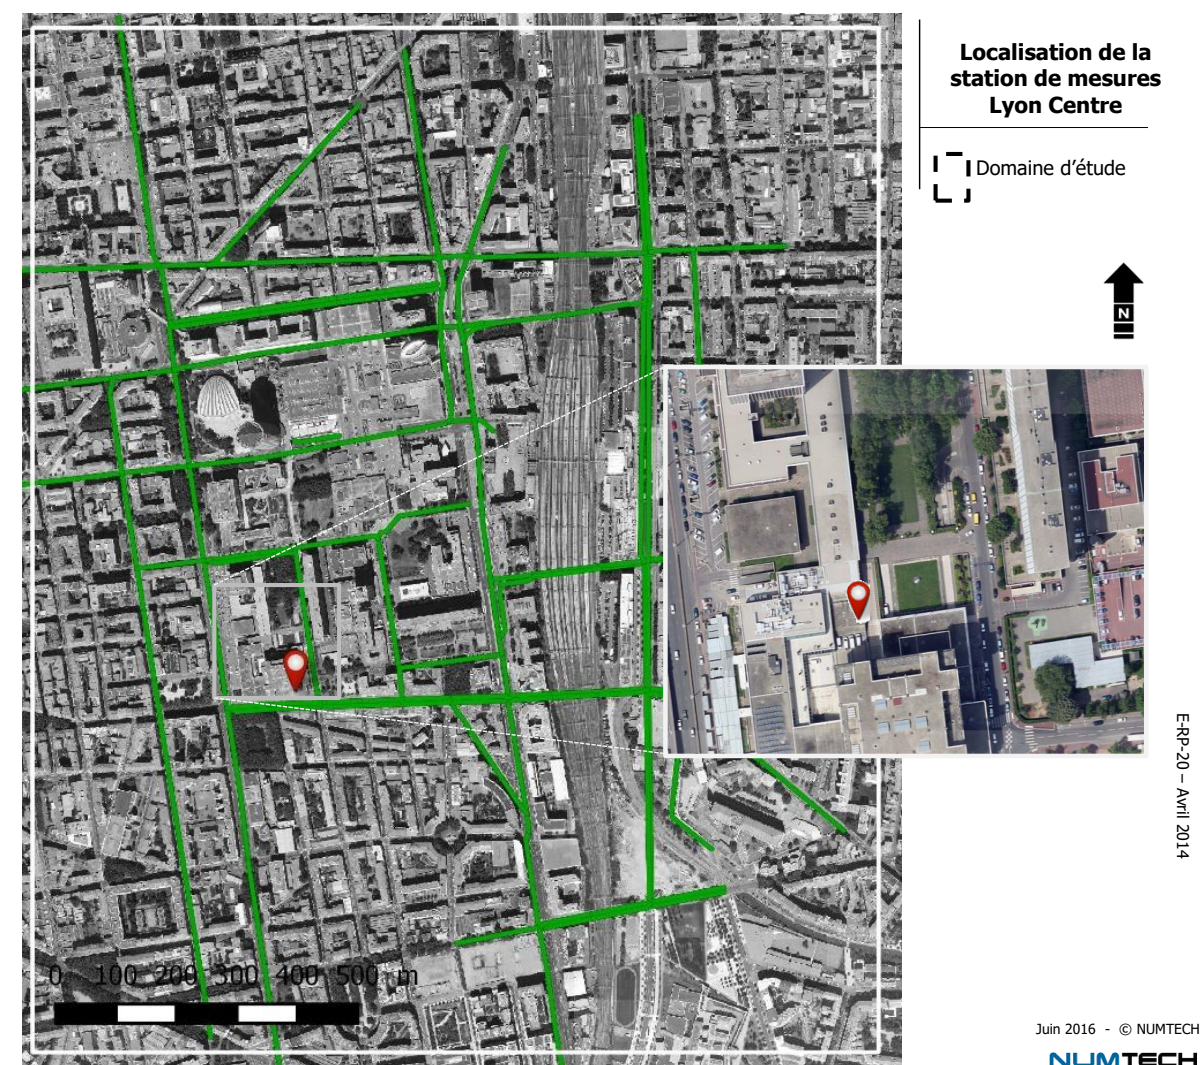 Localisation de la
station de mesures
Lyon Centre
Domaine d’étude
N
E-RP-20 – Avril 2014
0 100 200 300 400 500 m
Juin 2016 - © NUMTECH
NUMTECH